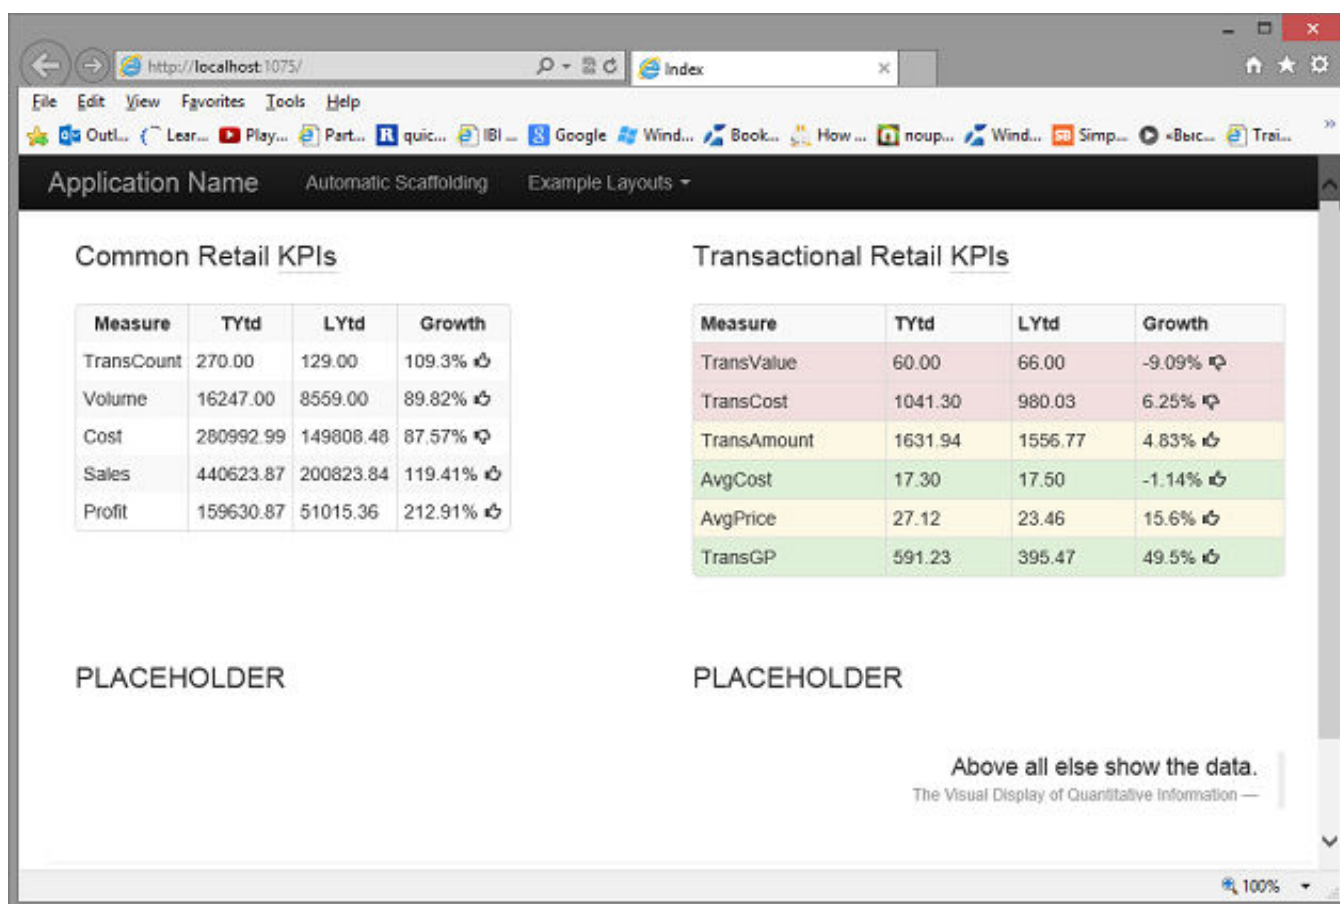 http://localhost:1075/ Index
File Edit View Favorites Tools Help
Outl... Lear... Play... Part... quic... IBI ... Google Wind... Book... How ... noup... Wind... Simp... «Выс... Trai... »
Application Name Automatic Scaffolding Example Layouts
Common Retail KPIs
Measure TYtd LYtd Growth
TransCount 270.00 129.00 109.3%
Volume 16247.00 8559.00 89.82%
Cost 280992.99 149808.48 87.57%
Sales 440623.87 200823.84 119.41%
Profit 159630.87 51015.36 212.91%
Transactional Retail KPIs
Measure TYtd LYtd Growth
TransValue 60.00 66.00 -9.09%
TransCost 1041.30 980.03 6.25%
TransAmount 1631.94 1556.77 4.83%
AvgCost 17.30 17.50 -1.14%
AvgPrice 27.12 23.46 15.6%
TransGP 591.23 395.47 49.5%
PLACEHOLDER
PLACEHOLDER
Above all else show the data.
The Visual Display of Quantitative Information —
100%